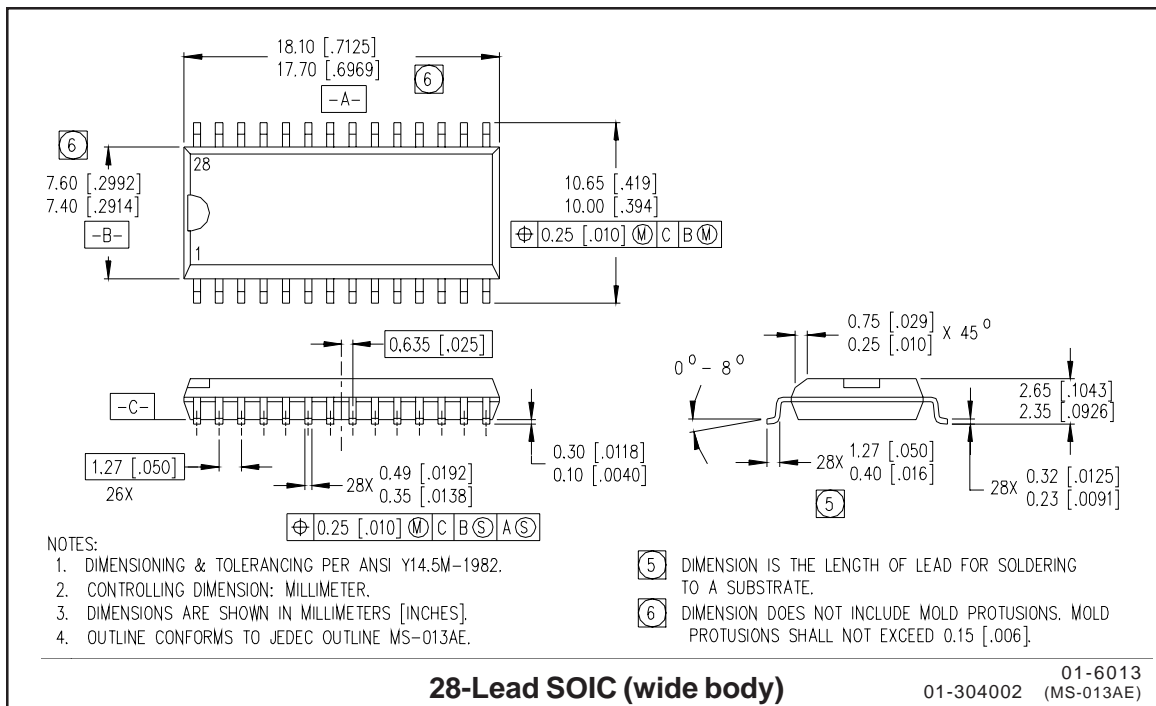 18.10 [.7125]
17.70 [.6969]
6
-A-
6
28
7.60 [.2992]
7.40 [.2914]
-B-
1
10.65 [.419]
10.00 [.394]
⌖ 0.25 [.010] Ⓜ C B Ⓜ
0.635 [.025]
-C-
1.27 [.050]
26X
28X 0.49 [.0192]
0.35 [.0138]
0.30 [.0118]
0.10 [.0040]
⌖ 0.25 [.010] Ⓜ C B Ⓢ A Ⓢ
0.75 [.029]
0.25 [.010]
X 45°
0° - 8°
2.65 [.1043]
2.35 [.0926]
28X 1.27 [.050]
0.40 [.016]
5
28X 0.32 [.0125]
0.23 [.0091]
NOTES:
1. DIMENSIONING & TOLERANCING PER ANSI Y14.5M-1982.
2. CONTROLLING DIMENSION: MILLIMETER.
3. DIMENSIONS ARE SHOWN IN MILLIMETERS [INCHES].
4. OUTLINE CONFORMS TO JEDEC OUTLINE MS-013AE.
5 DIMENSION IS THE LENGTH OF LEAD FOR SOLDERING
TO A SUBSTRATE.
6 DIMENSION DOES NOT INCLUDE MOLD PROTUSIONS. MOLD
PROTUSIONS SHALL NOT EXCEED 0.15 [.006].
28-Lead SOIC (wide body)
01-6013
01-304002 (MS-013AE)